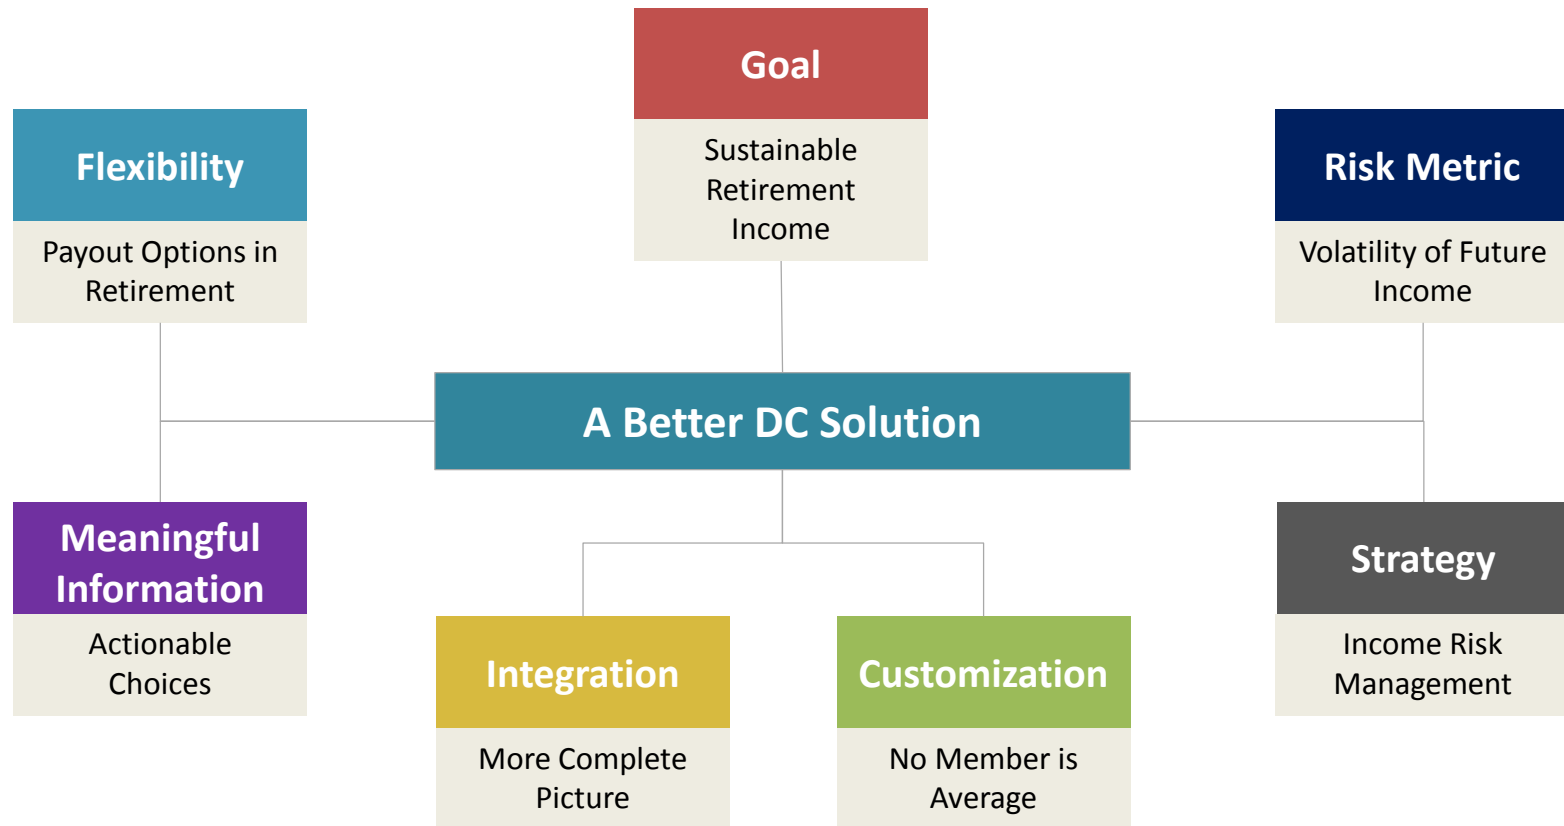 Goal
Sustainable
Retirement
Income
Flexibility
Payout Options in
Retirement
Risk Metric
Volatility of Future
Income
A Better DC Solution
Meaningful
Information
Actionable
Choices
Integration
More Complete
Picture
Customization
No Member is
Average
Strategy
Income Risk
Management